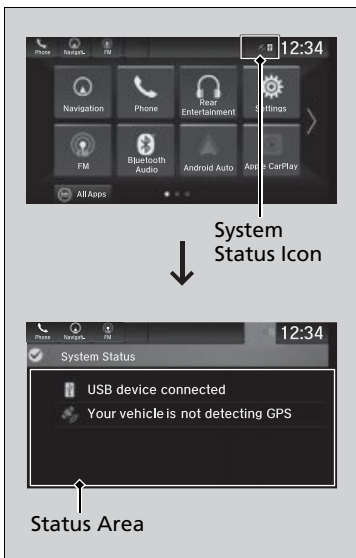 Phone Navigat.. FM 12:34
Navigation Phone Rear Entertainment Settings
FM Bluetooth Audio Android Auto Apple CarPlay
All Apps
System Status Icon
Phone Navigat.. FM 12:34
System Status
USB device connected
Your vehicle is not detecting GPS
Status Area